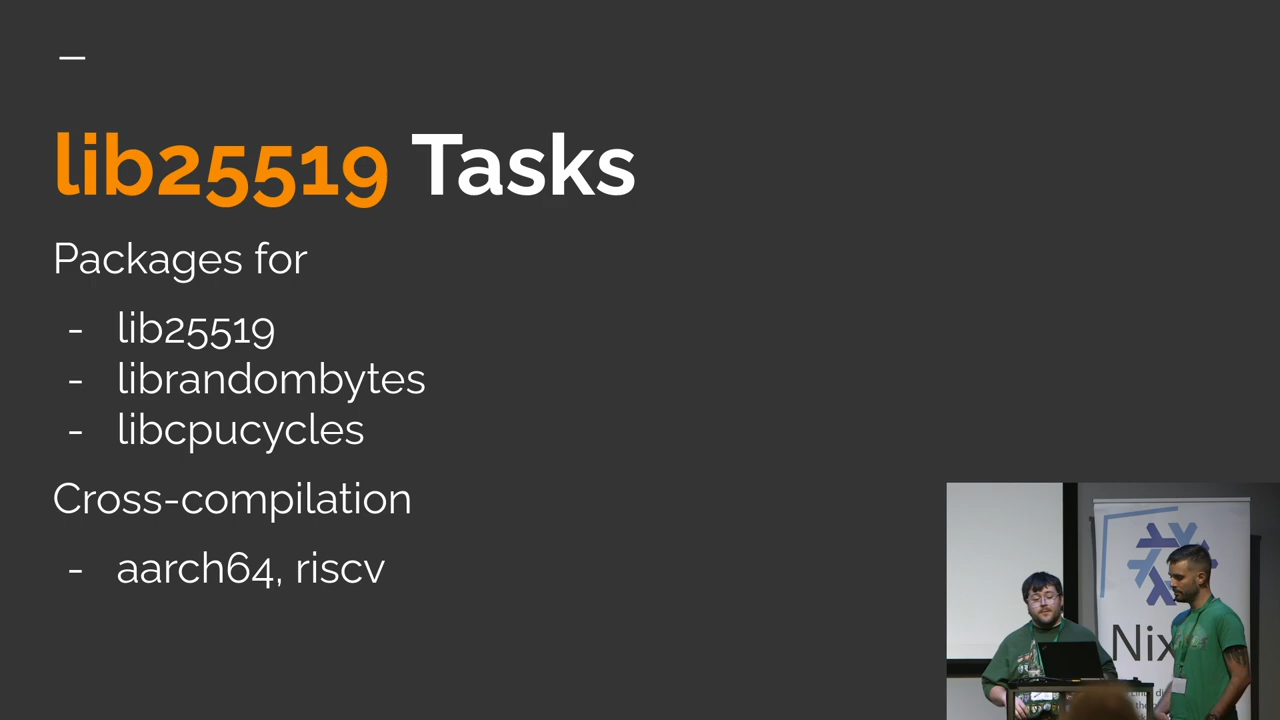 lib25519 Tasks
Packages for
- lib25519
- librandombytes
- libcpucycles
Cross-compilation
- aarch64, riscv
Nix